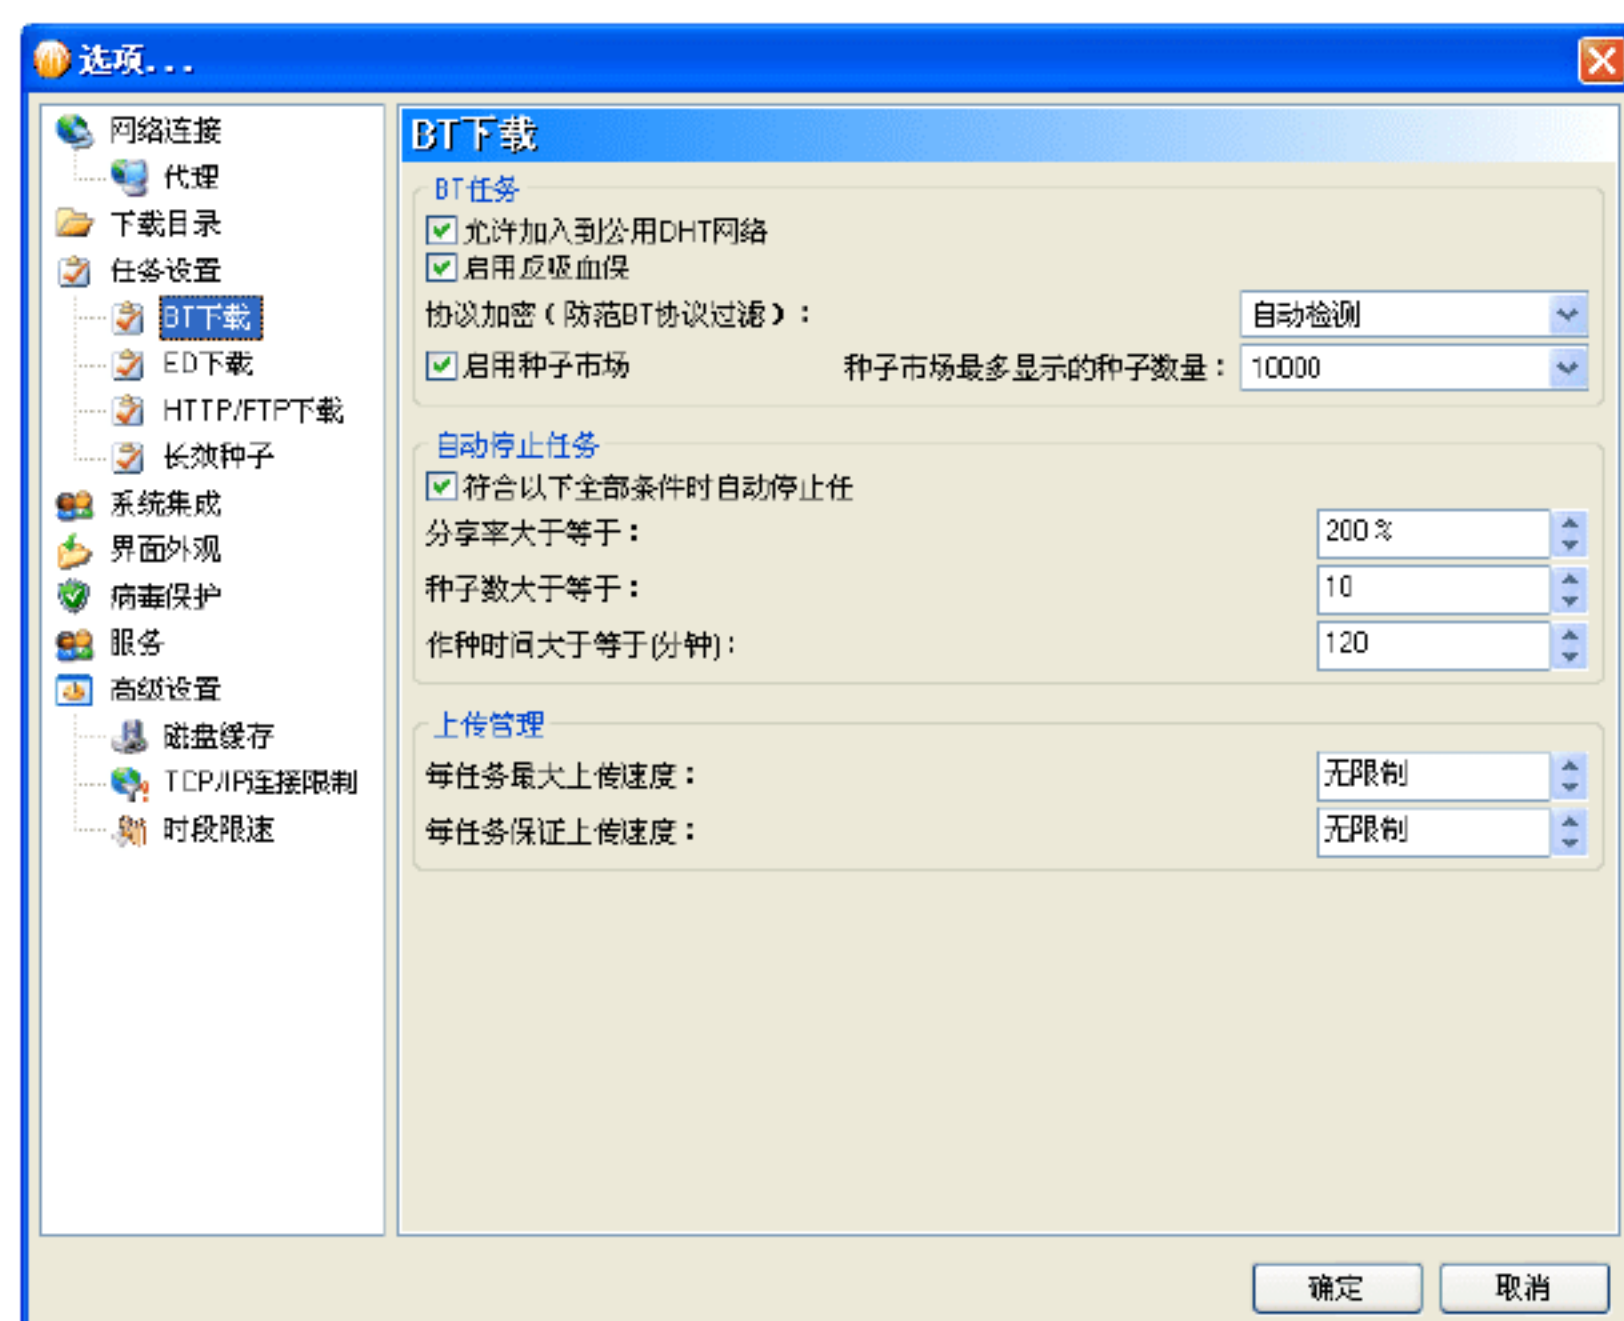 选项...
网络连接
代理
下载目录
任务设置
BT下载
ED下载
HTTP/FTP下载
长效种子
系统集成
界面外观
病毒保护
服务
高级设置
磁盘缓存
TCP/IP连接限制
时段限速
BT下载
BT任务
允许加入到公用DHT网络
启用反吸血保
协议加密(防范BT协议过滤): 自动检测
启用种子市场 种子市场最多显示的种子数量: 10000
自动停止任务
符合以下全部条件时自动停止任
分享率大于等于: 200 %
种子数大于等于: 10
作种时间大于等于(分钟): 120
上传管理
每任务最大上传速度: 无限制
每任务保证上传速度: 无限制
确定 取消